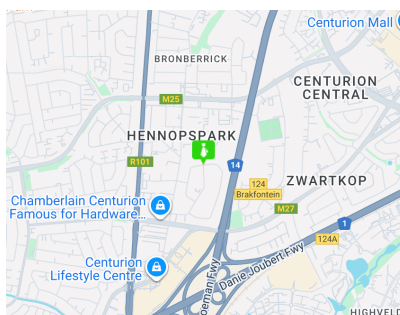 Centurion Mall
BRONBERRICK
CENTURION
CENTRAL
M25
HENNOPSPARK
R101
14
124
Brakfontein
ZWARTKOP
Chamberlain Centurion
Famous for Hardware...
M27
1
124A
Centurion
Lifestyle Centre
Danie Joubert Fwy
oeman Fwy
HIGHVELD